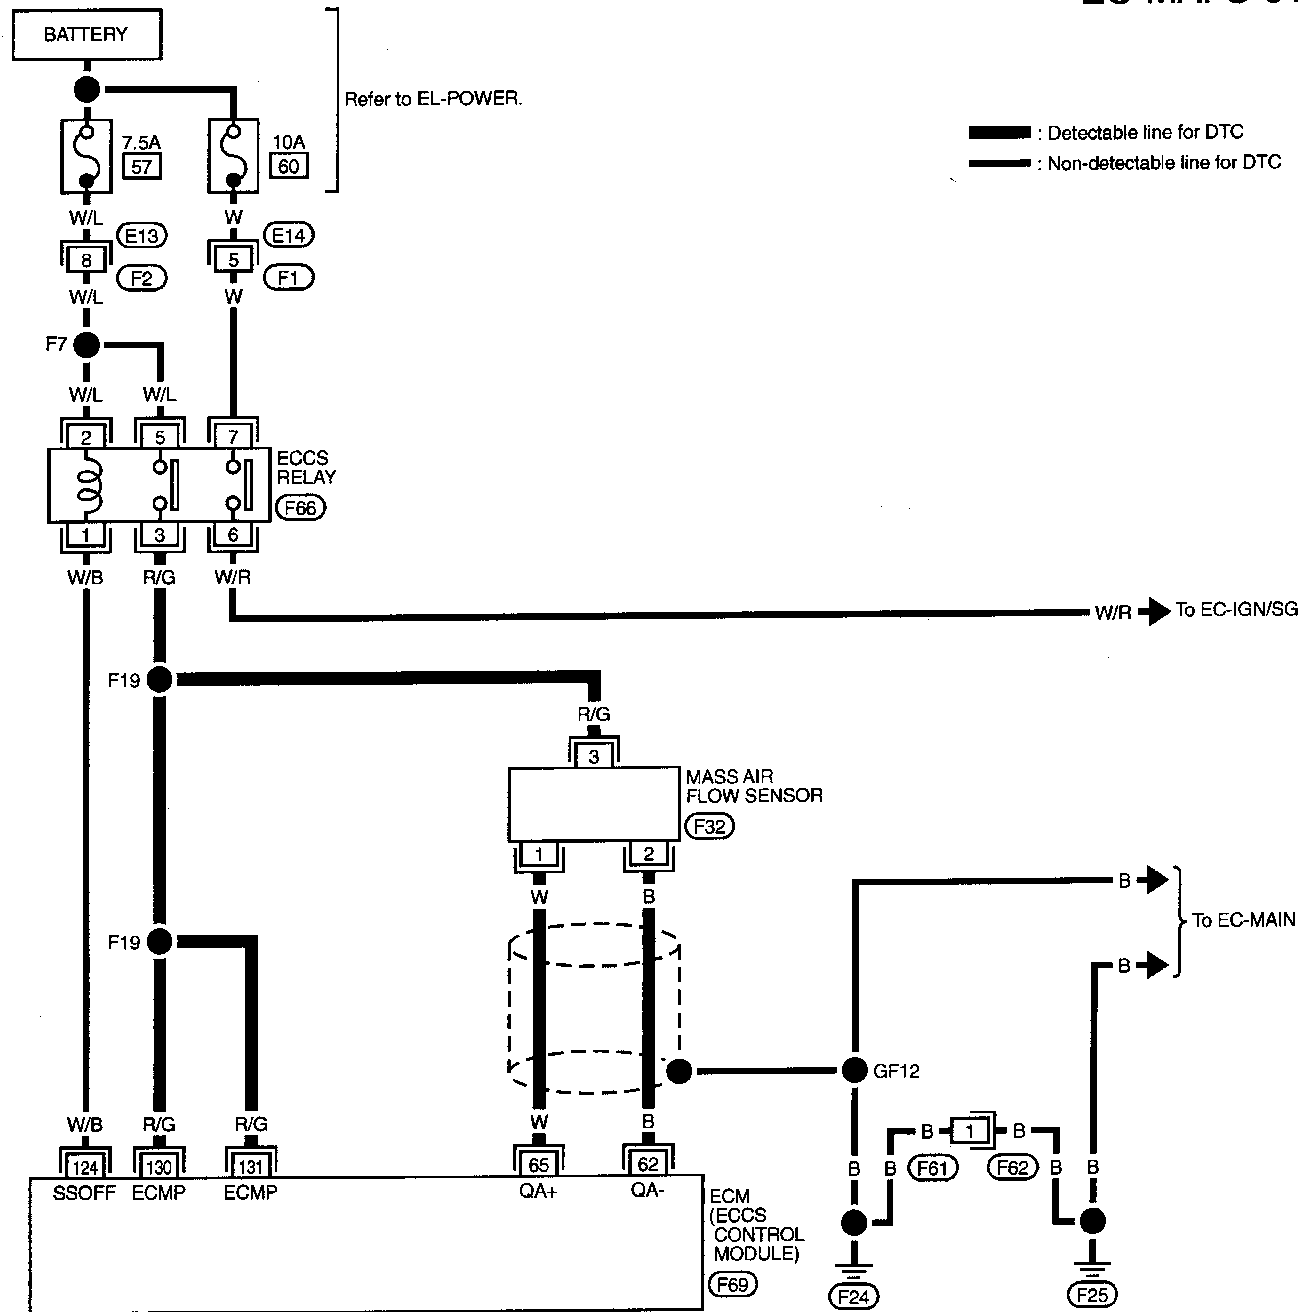 BATTERY
Refer to EL-POWER.
7.5A
57
10A
60
: Detectable line for DTC
: Non-detectable line for DTC
W/L
E13
8
F2
W/L
W
E14
5
F1
W
F7
W/L
W/L
2
5
7
ECCS
RELAY
F66
1
3
6
W/B
R/G
W/R
W/R
To EC-IGN/SG
F19
R/G
3
MASS AIR
FLOW SENSOR
F32
1
2
W
B
B
To EC-MAIN
B
F19
GF12
W/B
R/G
R/G
W
B
B
1
B
F61
F62
B
B
B
B
124
130
131
65
62
SSOFF
ECMP
ECMP
QA+
QA-
ECM
(ECCS
CONTROL
MODULE)
F69
F24
F25